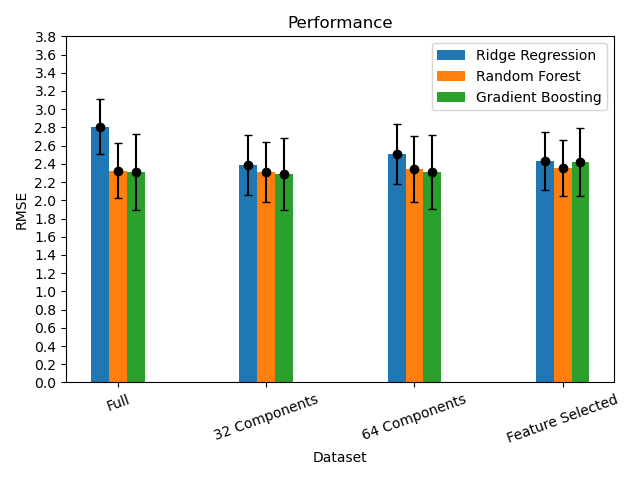 Performance
Ridge Regression
Random Forest
Gradient Boosting
RMSE
3.8
3.6
3.4
3.2
3.0
2.8
2.6
2.4
2.2
2.0
1.8
1.6
1.4
1.2
1.0
0.8
0.6
0.4
0.2
0.0
Full
32 Components
64 Components
Feature Selected
Dataset